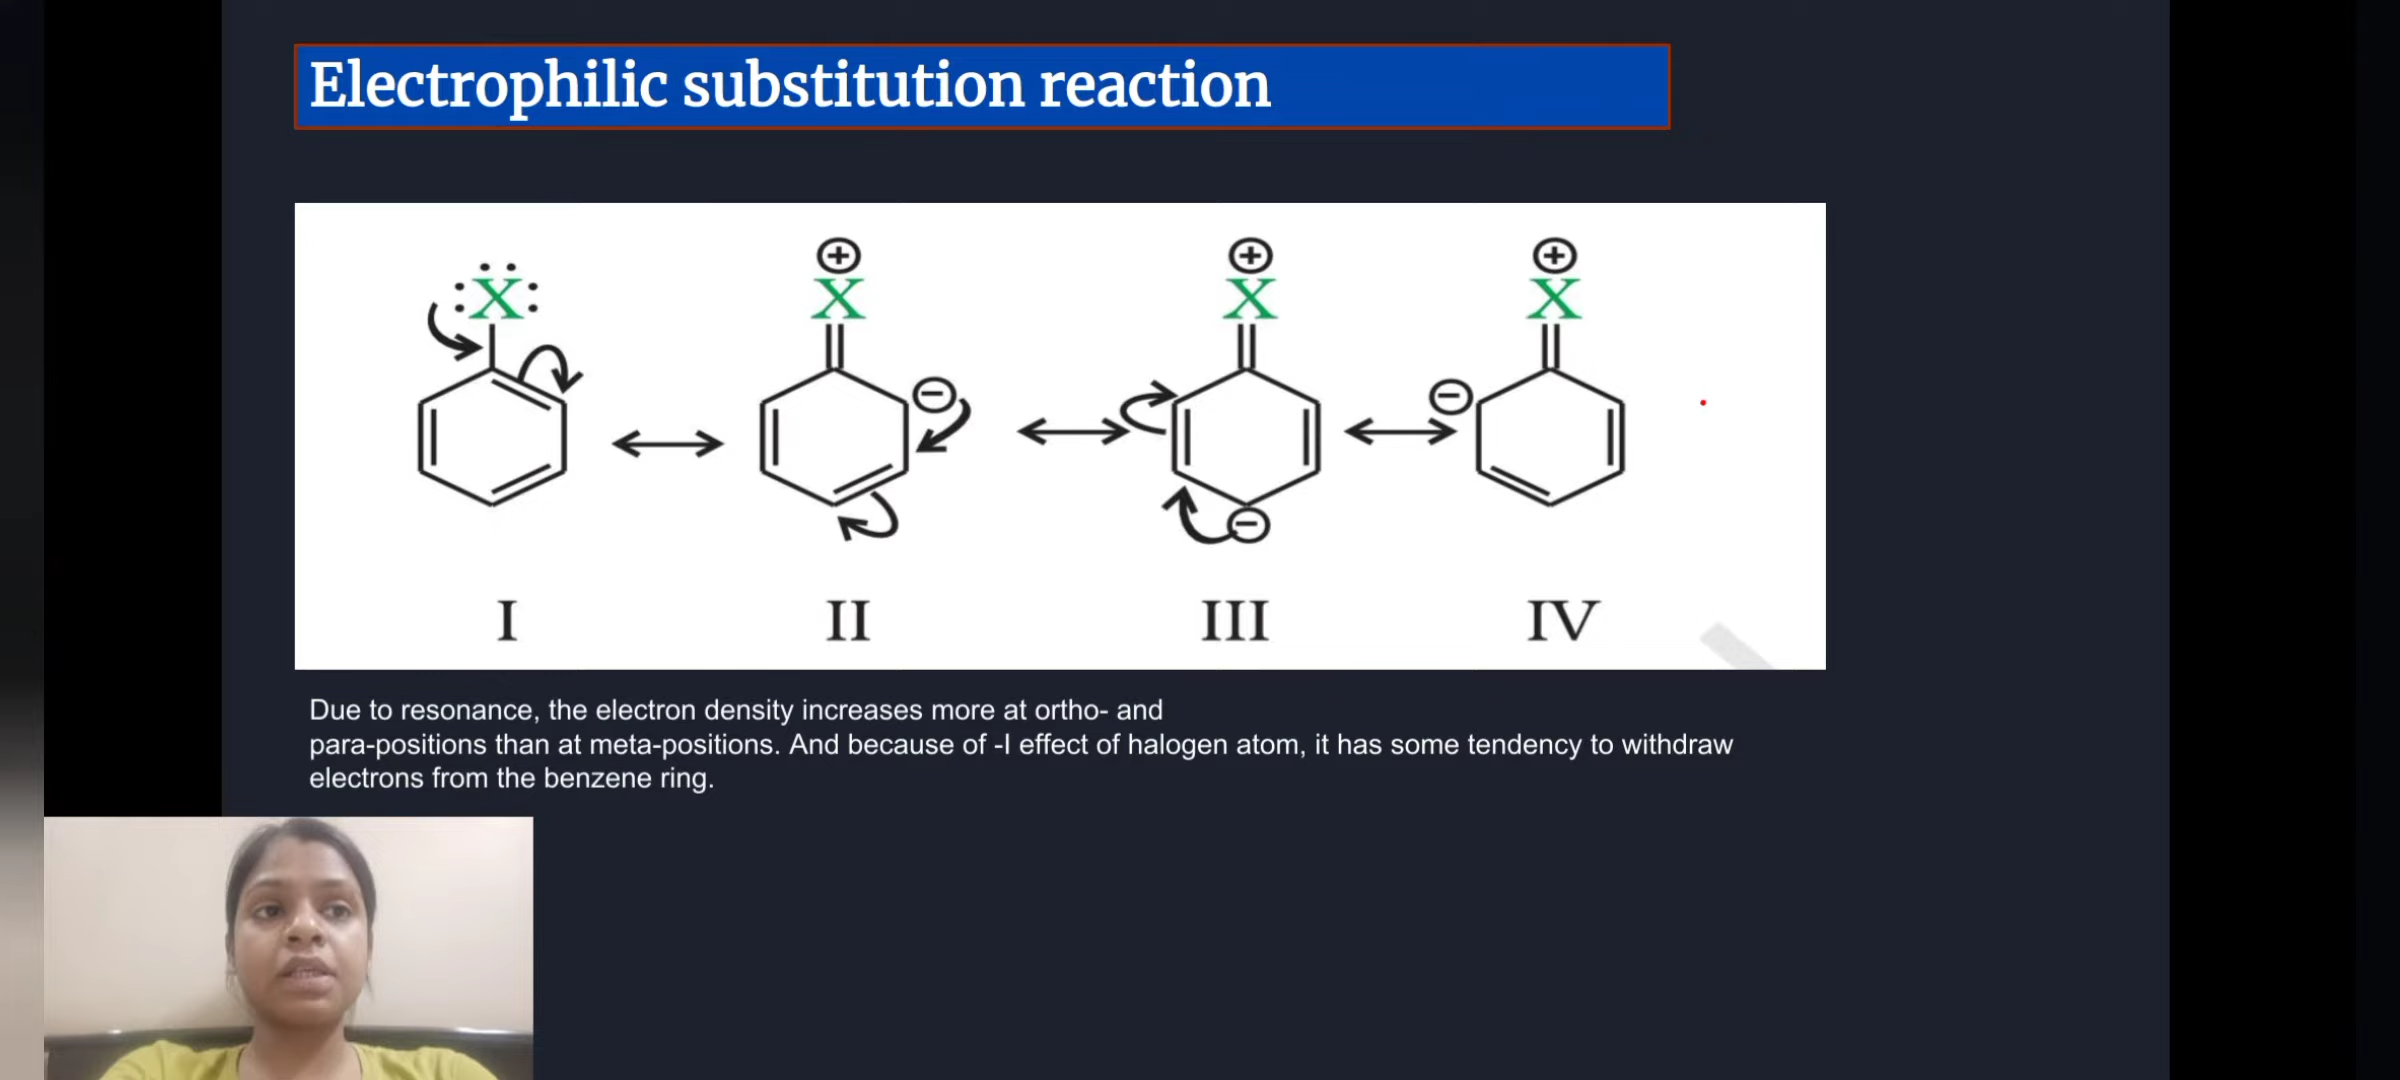 Electrophilic substitution reaction
⊕ ⊕ ⊕
:Ẍ: X X X
⊖ ⊖
⊖
I II III IV
Due to resonance, the electron density increases more at ortho- and
para-positions than at meta-positions. And because of -I effect of halogen atom, it has some tendency to withdraw
electrons from the benzene ring.